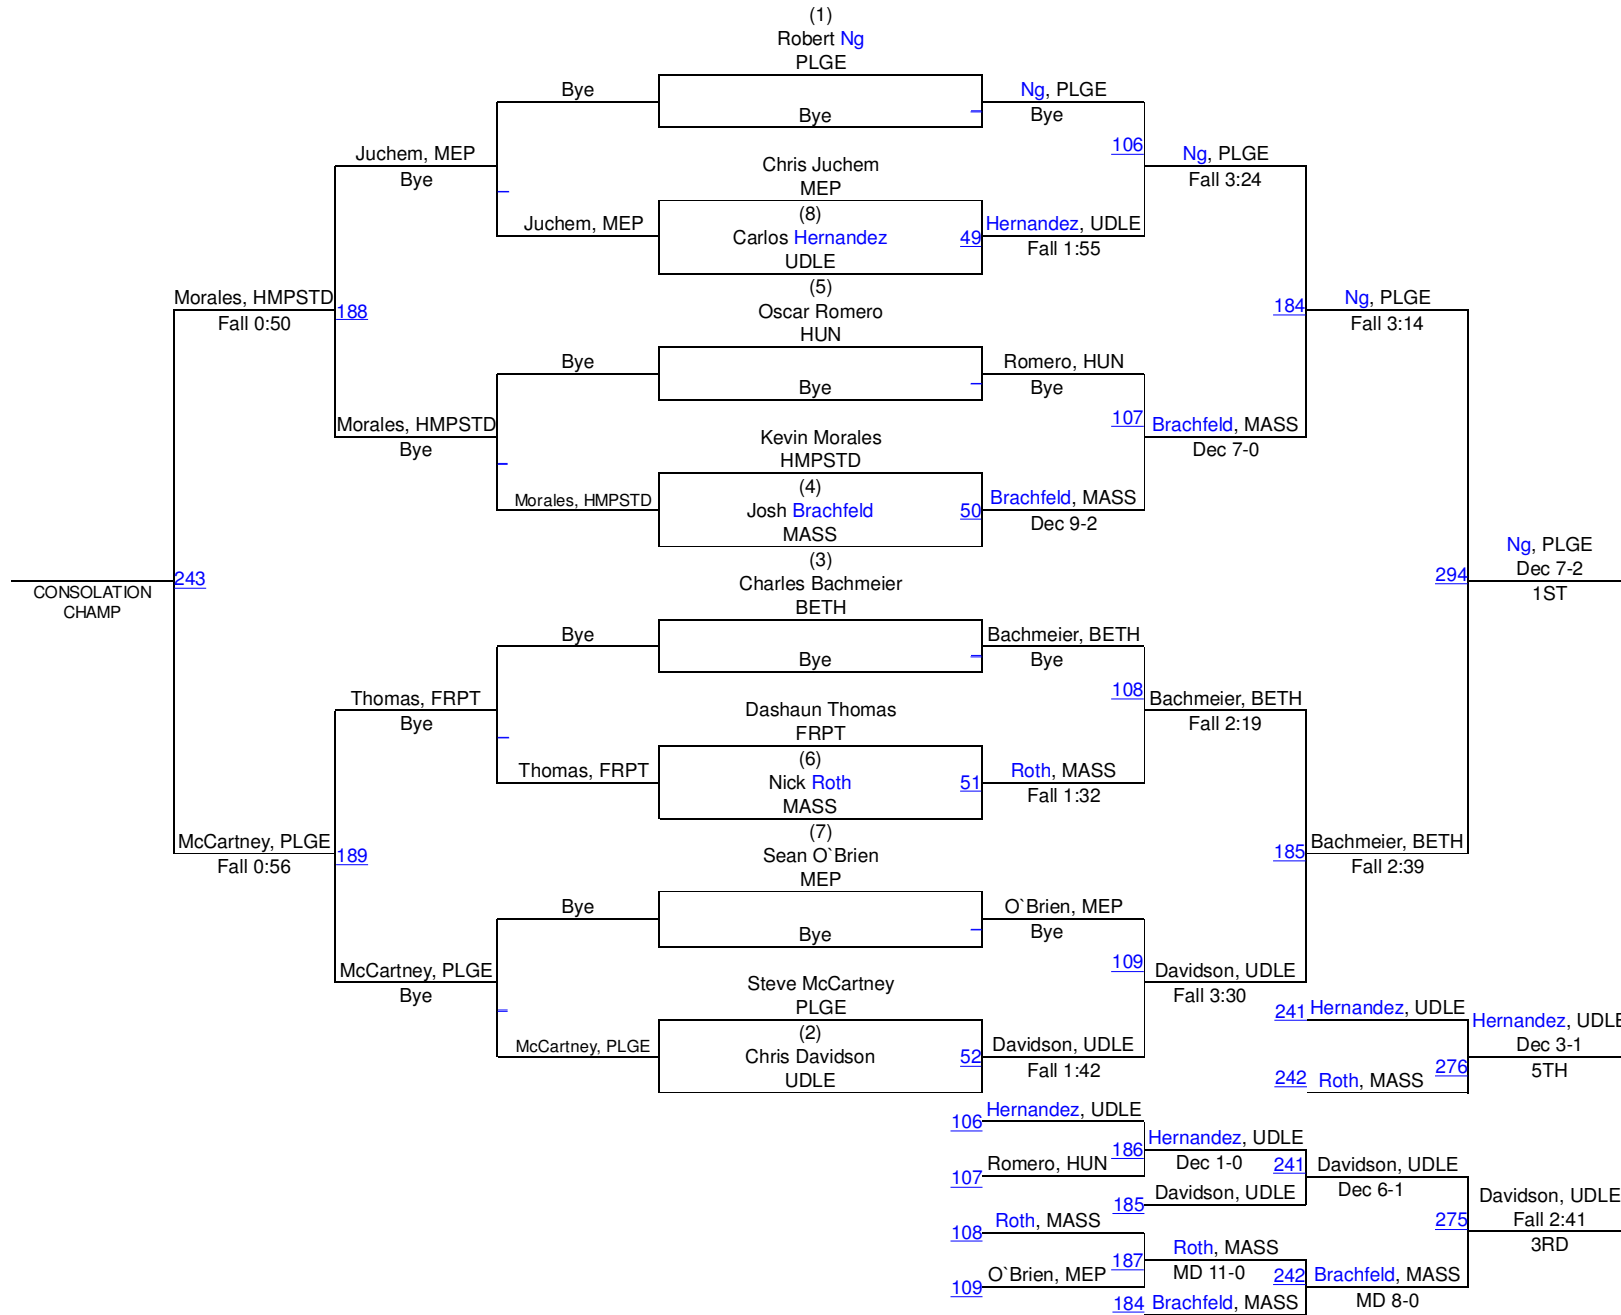 (1)
Robert Ng
PLGE
Bye
Bye
Ng, PLGE
Bye
106
Juchem, MEP
Bye
Chris Juchem
MEP
Ng, PLGE
Fall 3:24
Juchem, MEP
(8)
Carlos Hernandez
UDLE
49
Hernandez, UDLE
Fall 1:55
Morales, HMPSTD
Fall 0:50
188
(5)
Oscar Romero
HUN
184
Ng, PLGE
Fall 3:14
Bye
Bye
Romero, HUN
Bye
107
Morales, HMPSTD
Bye
Kevin Morales
HMPSTD
Brachfeld, MASS
Dec 7-0
Morales, HMPSTD
(4)
Josh Brachfeld
MASS
50
Brachfeld, MASS
Dec 9-2
CONSOLATION
CHAMP
243
(3)
Charles Bachmeier
BETH
294
Ng, PLGE
Dec 7-2
1ST
Bye
Bye
Bachmeier, BETH
Bye
108
Thomas, FRPT
Bye
Dashaun Thomas
FRPT
Bachmeier, BETH
Fall 2:19
Thomas, FRPT
(6)
Nick Roth
MASS
51
Roth, MASS
Fall 1:32
McCartney, PLGE
Fall 0:56
189
(7)
Sean O`Brien
MEP
185
Bachmeier, BETH
Fall 2:39
Bye
Bye
O`Brien, MEP
Bye
109
McCartney, PLGE
Bye
Steve McCartney
PLGE
Davidson, UDLE
Fall 3:30
McCartney, PLGE
(2)
Chris Davidson
UDLE
52
Davidson, UDLE
Fall 1:42
241
Hernandez, UDLE
242
Roth, MASS
276
Hernandez, UDLE
Dec 3-1
5TH
106
Hernandez, UDLE
107
Romero, HUN
186
Hernandez, UDLE
Dec 1-0
185
Davidson, UDLE
241
Davidson, UDLE
Dec 6-1
108
Roth, MASS
109
O`Brien, MEP
187
Roth, MASS
MD 11-0
184
Brachfeld, MASS
242
Brachfeld, MASS
MD 8-0
275
Davidson, UDLE
Fall 2:41
3RD